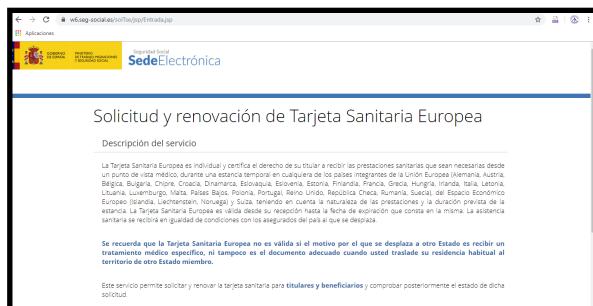 w6.seg-social.es/solTse/jsp/Entrada.jsp
Aplicaciones
GOBIERNO MINISTERIO
DE ESPAÑA DE TRABAJO, MIGRACIONES
Y SEGURIDAD SOCIAL
Seguridad Social
SedeElectrónica
Solicitud y renovación de Tarjeta Sanitaria Europea
Descripción del servicio
La Tarjeta Sanitaria Europea es individual y certifica el derecho de su titular a recibir las prestaciones sanitarias que sean necesarias desde
un punto de vista médico, durante una estancia temporal en cualquiera de los países integrantes de la Unión Europea (Alemania, Austria,
Bélgica, Bulgaria, Chipre, Croacia, Dinamarca, Eslovaquia, Eslovenia, Estonia, Finlandia, Francia, Grecia, Hungría, Irlanda, Italia, Letonia,
Lituania, Luxemburgo, Malta, Países Bajos, Polonia, Portugal, Reino Unido, República Checa, Rumanía, Suecia), del Espacio Económico
Europeo (Islandia, Liechtenstein, Noruega) y Suiza, teniendo en cuenta la naturaleza de las prestaciones y la duración prevista de la
estancia. La Tarjeta Sanitaria Europea es válida desde su recepción hasta la fecha de expiración que consta en la misma. La asistencia
sanitaria se recibirá en igualdad de condiciones con los asegurados del país al que se desplaza.
Se recuerda que la Tarjeta Sanitaria Europea no es válida si el motivo por el que se desplaza a otro Estado es recibir un
tratamiento médico específico, ni tampoco es el documento adecuado cuando usted traslade su residencia habitual al
territorio de otro Estado miembro.
Este servicio permite solicitar y renovar la tarjeta sanitaria para titulares y beneficiarios y comprobar posteriormente el estado de dicha
solicitud.